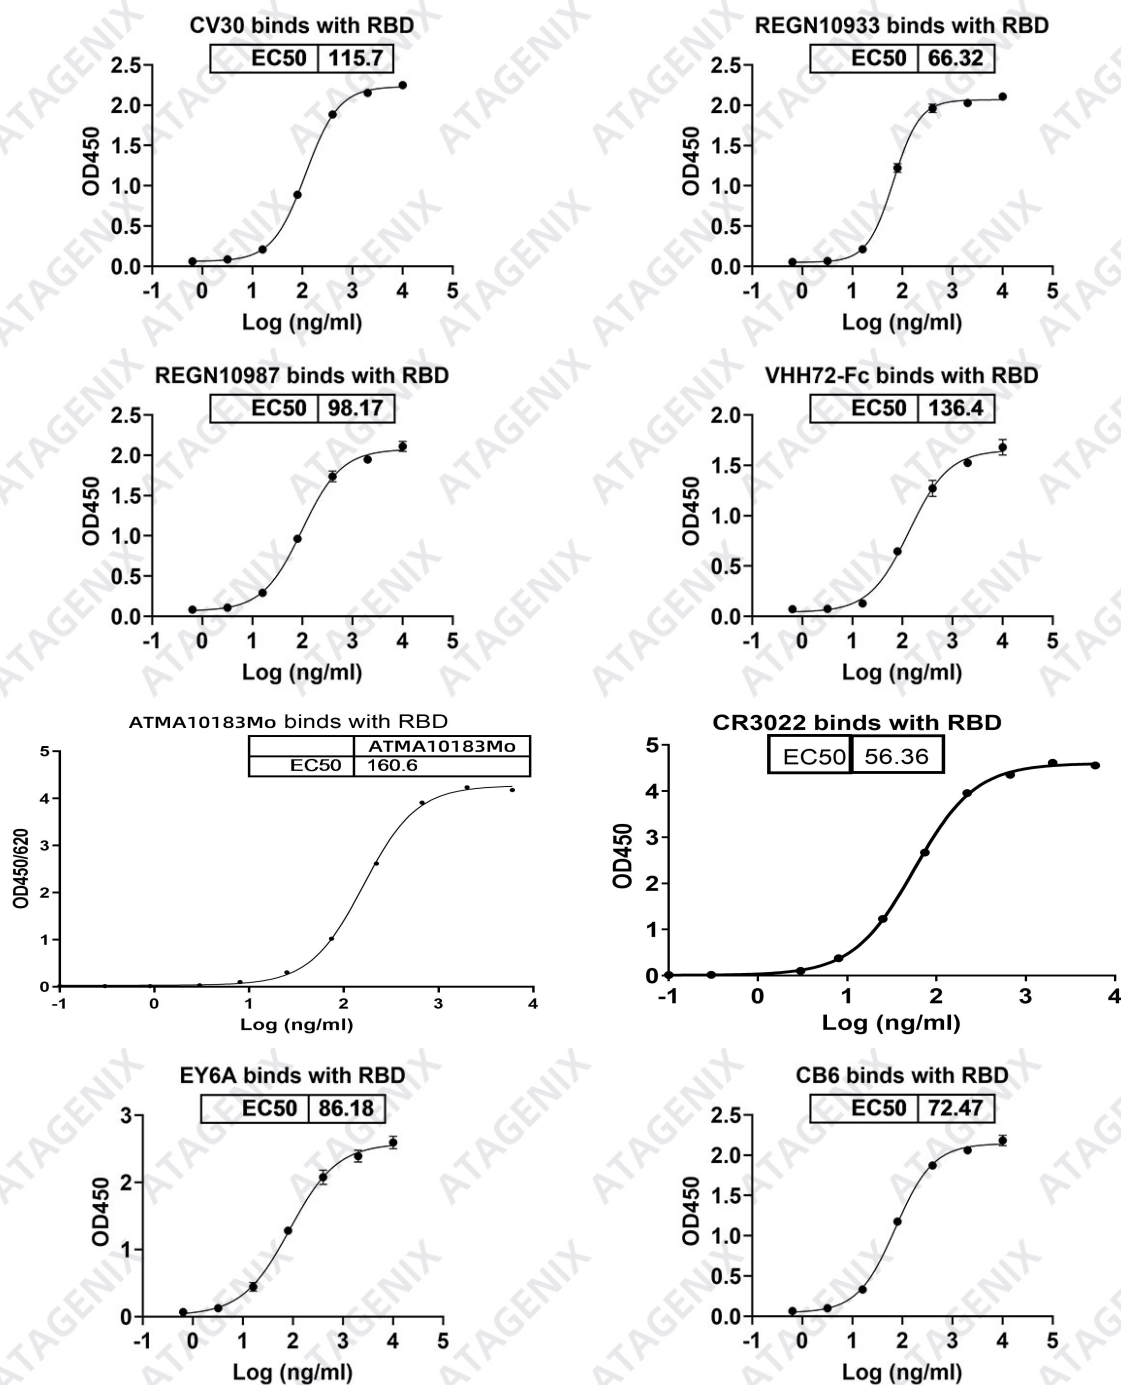 CV30 binds with RBD
EC50 115.7
2.5
2.0
1.5
1.0
0.5
0.0
OD450
-1 0 1 2 3 4 5
Log (ng/ml)
REGN10933 binds with RBD
EC50 66.32
2.5
2.0
1.5
1.0
0.5
0.0
OD450
-1 0 1 2 3 4 5
Log (ng/ml)
REGN10987 binds with RBD
EC50 98.17
2.5
2.0
1.5
1.0
0.5
0.0
OD450
-1 0 1 2 3 4 5
Log (ng/ml)
VHH72-Fc binds with RBD
EC50 136.4
2.0
1.5
1.0
0.5
0.0
OD450
-1 0 1 2 3 4 5
Log (ng/ml)
ATMA10183Mo binds with RBD
ATMA10183Mo
EC50 160.6
5
4
3
2
1
0
OD450/620
-1 0 1 2 3 4
Log (ng/ml)
CR3022 binds with RBD
EC50 56.36
5
4
3
2
1
0
OD450
-1 0 1 2 3 4
Log (ng/ml)
EY6A binds with RBD
EC50 86.18
3
2
1
0
OD450
-1 0 1 2 3 4 5
Log (ng/ml)
CB6 binds with RBD
EC50 72.47
2.5
2.0
1.5
1.0
0.5
0.0
OD450
-1 0 1 2 3 4 5
Log (ng/ml)
ATAGENIX